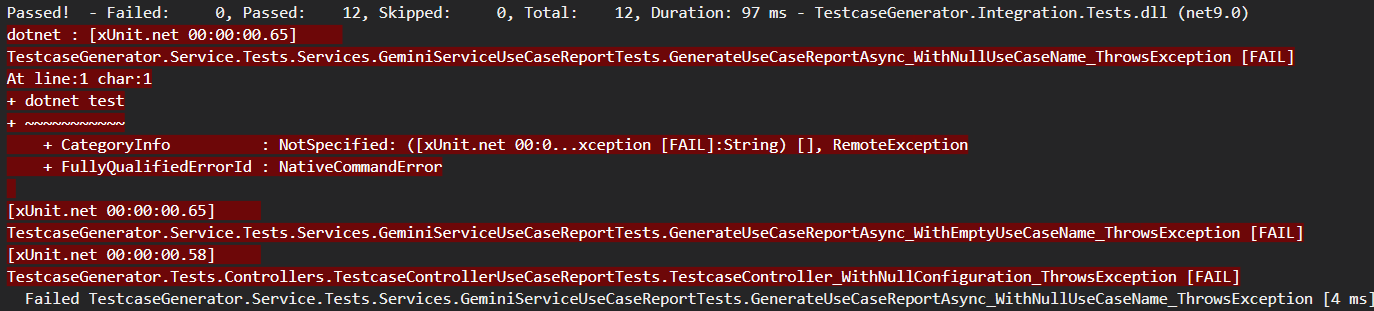 Passed!  - Failed:     0, Passed:    12, Skipped:     0, Total:    12, Duration: 97 ms - TestcaseGenerator.Integration.Tests.dll (net9.0)
dotnet : [xUnit.net 00:00:00.65]
TestcaseGenerator.Service.Tests.Services.GeminiServiceUseCaseReportTests.GenerateUseCaseReportAsync_WithNullUseCaseName_ThrowsException [FAIL]
At line:1 char:1
+ dotnet test
+ ~~~~~~~~~~~
    + CategoryInfo          : NotSpecified: ([xUnit.net 00:0...xception [FAIL]:String) [], RemoteException
    + FullyQualifiedErrorId : NativeCommandError
[xUnit.net 00:00:00.65]
TestcaseGenerator.Service.Tests.Services.GeminiServiceUseCaseReportTests.GenerateUseCaseReportAsync_WithEmptyUseCaseName_ThrowsException [FAIL]
[xUnit.net 00:00:00.58]
TestcaseGenerator.Tests.Controllers.TestcaseControllerUseCaseReportTests.TestcaseController_WithNullConfiguration_ThrowsException [FAIL]
  Failed TestcaseGenerator.Service.Tests.Services.GeminiServiceUseCaseReportTests.GenerateUseCaseReportAsync_WithNullUseCaseName_ThrowsException [4 ms]